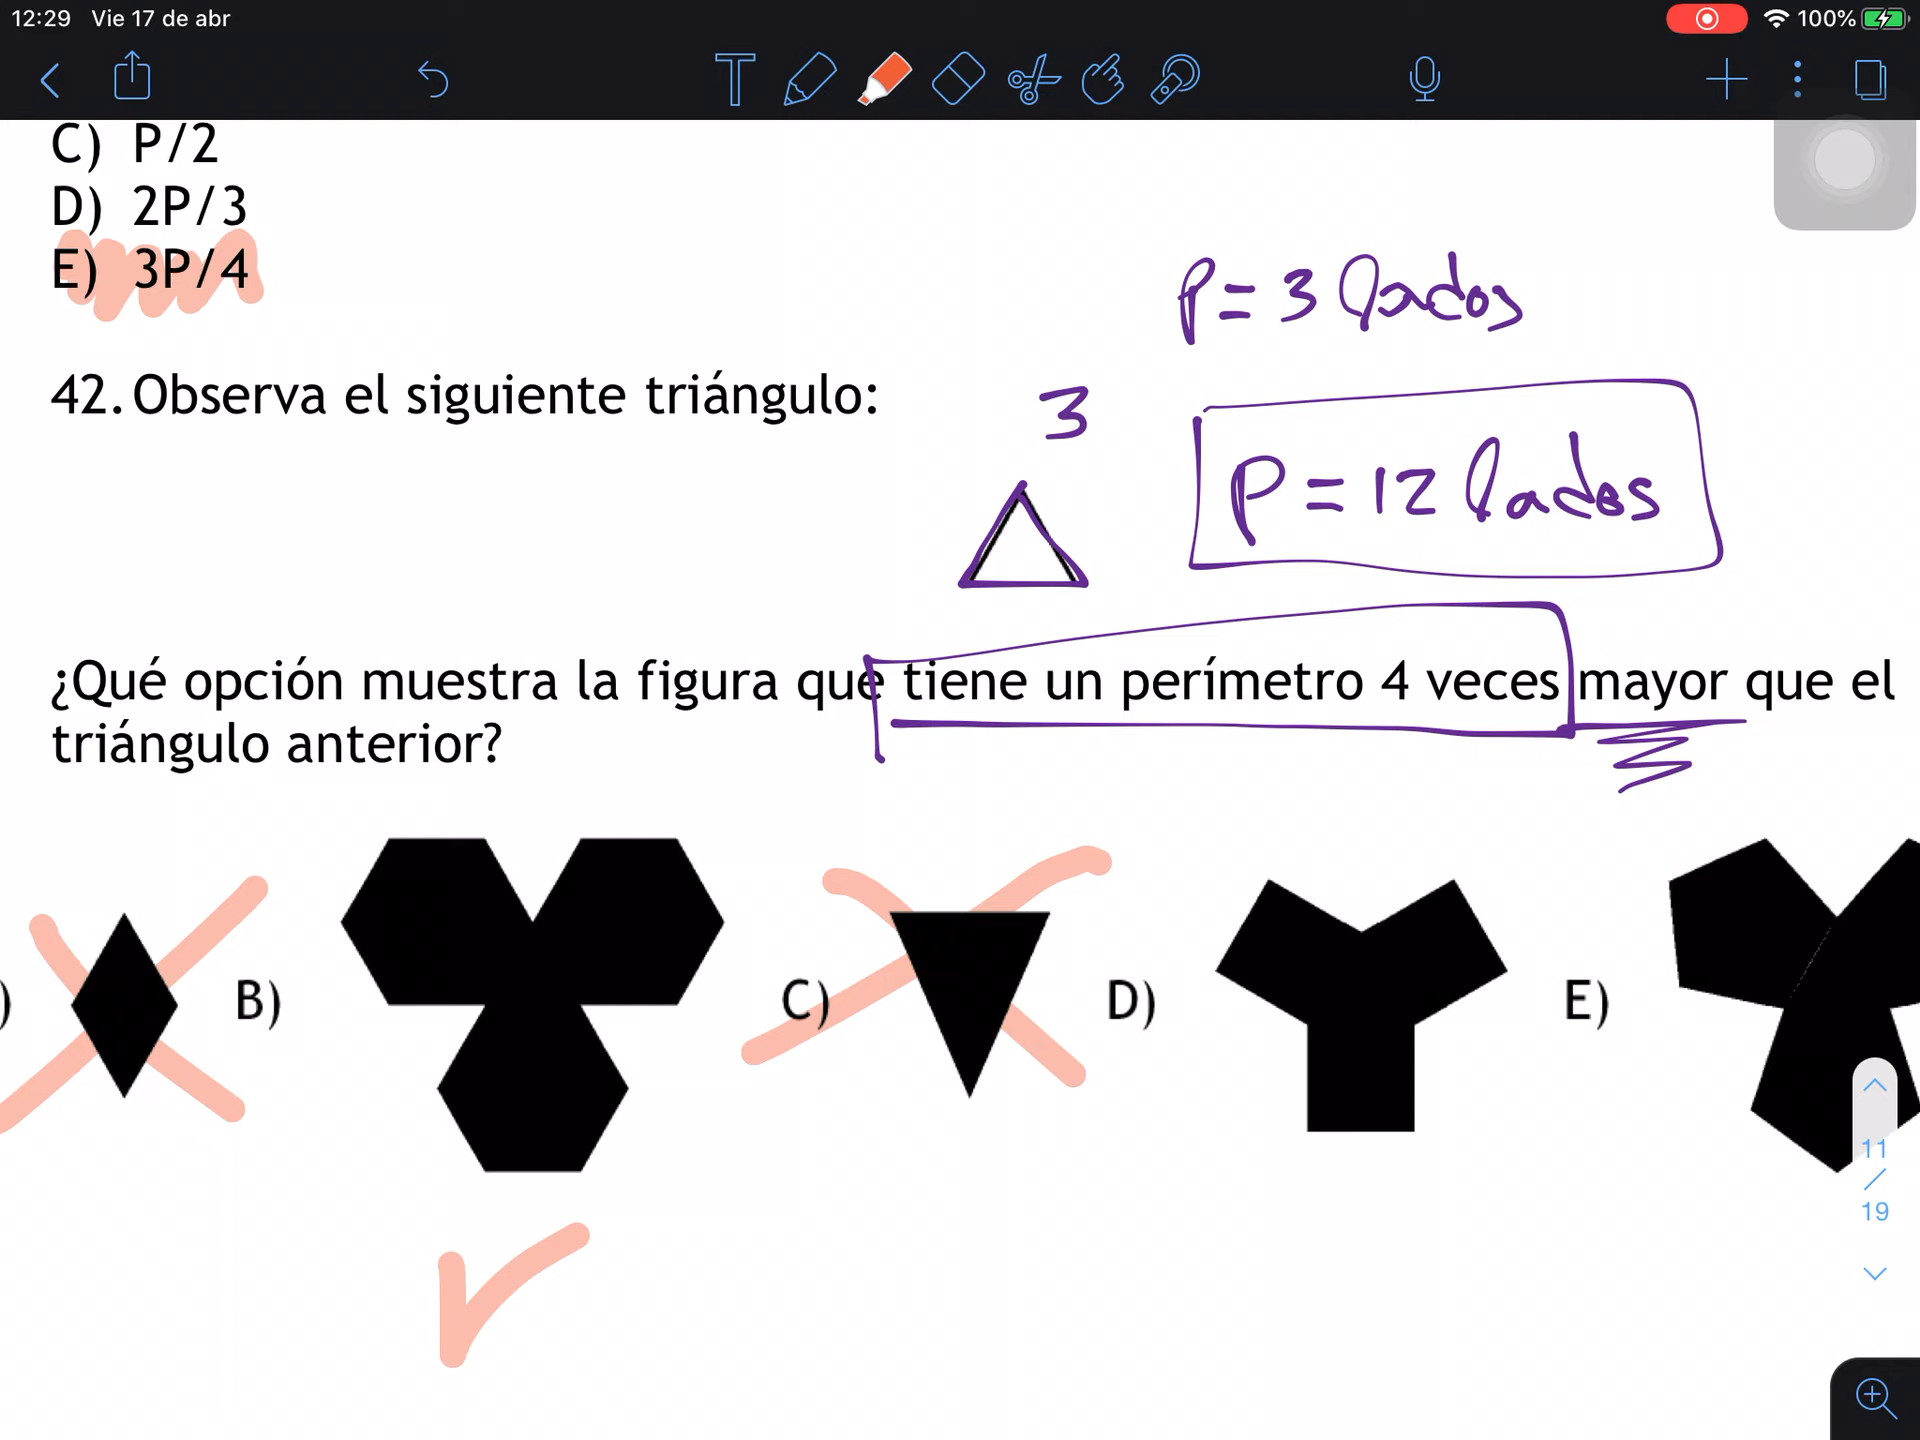 12:29 Vie 17 de abr 100%
C) P/2
D) 2P/3
E) 3P/4
P = 3 lados
42. Observa el siguiente triángulo:
3
P = 12 lados
¿Qué opción muestra la figura que tiene un perímetro 4 veces mayor que el
triángulo anterior?
) B) C) D) E)
11
/
19